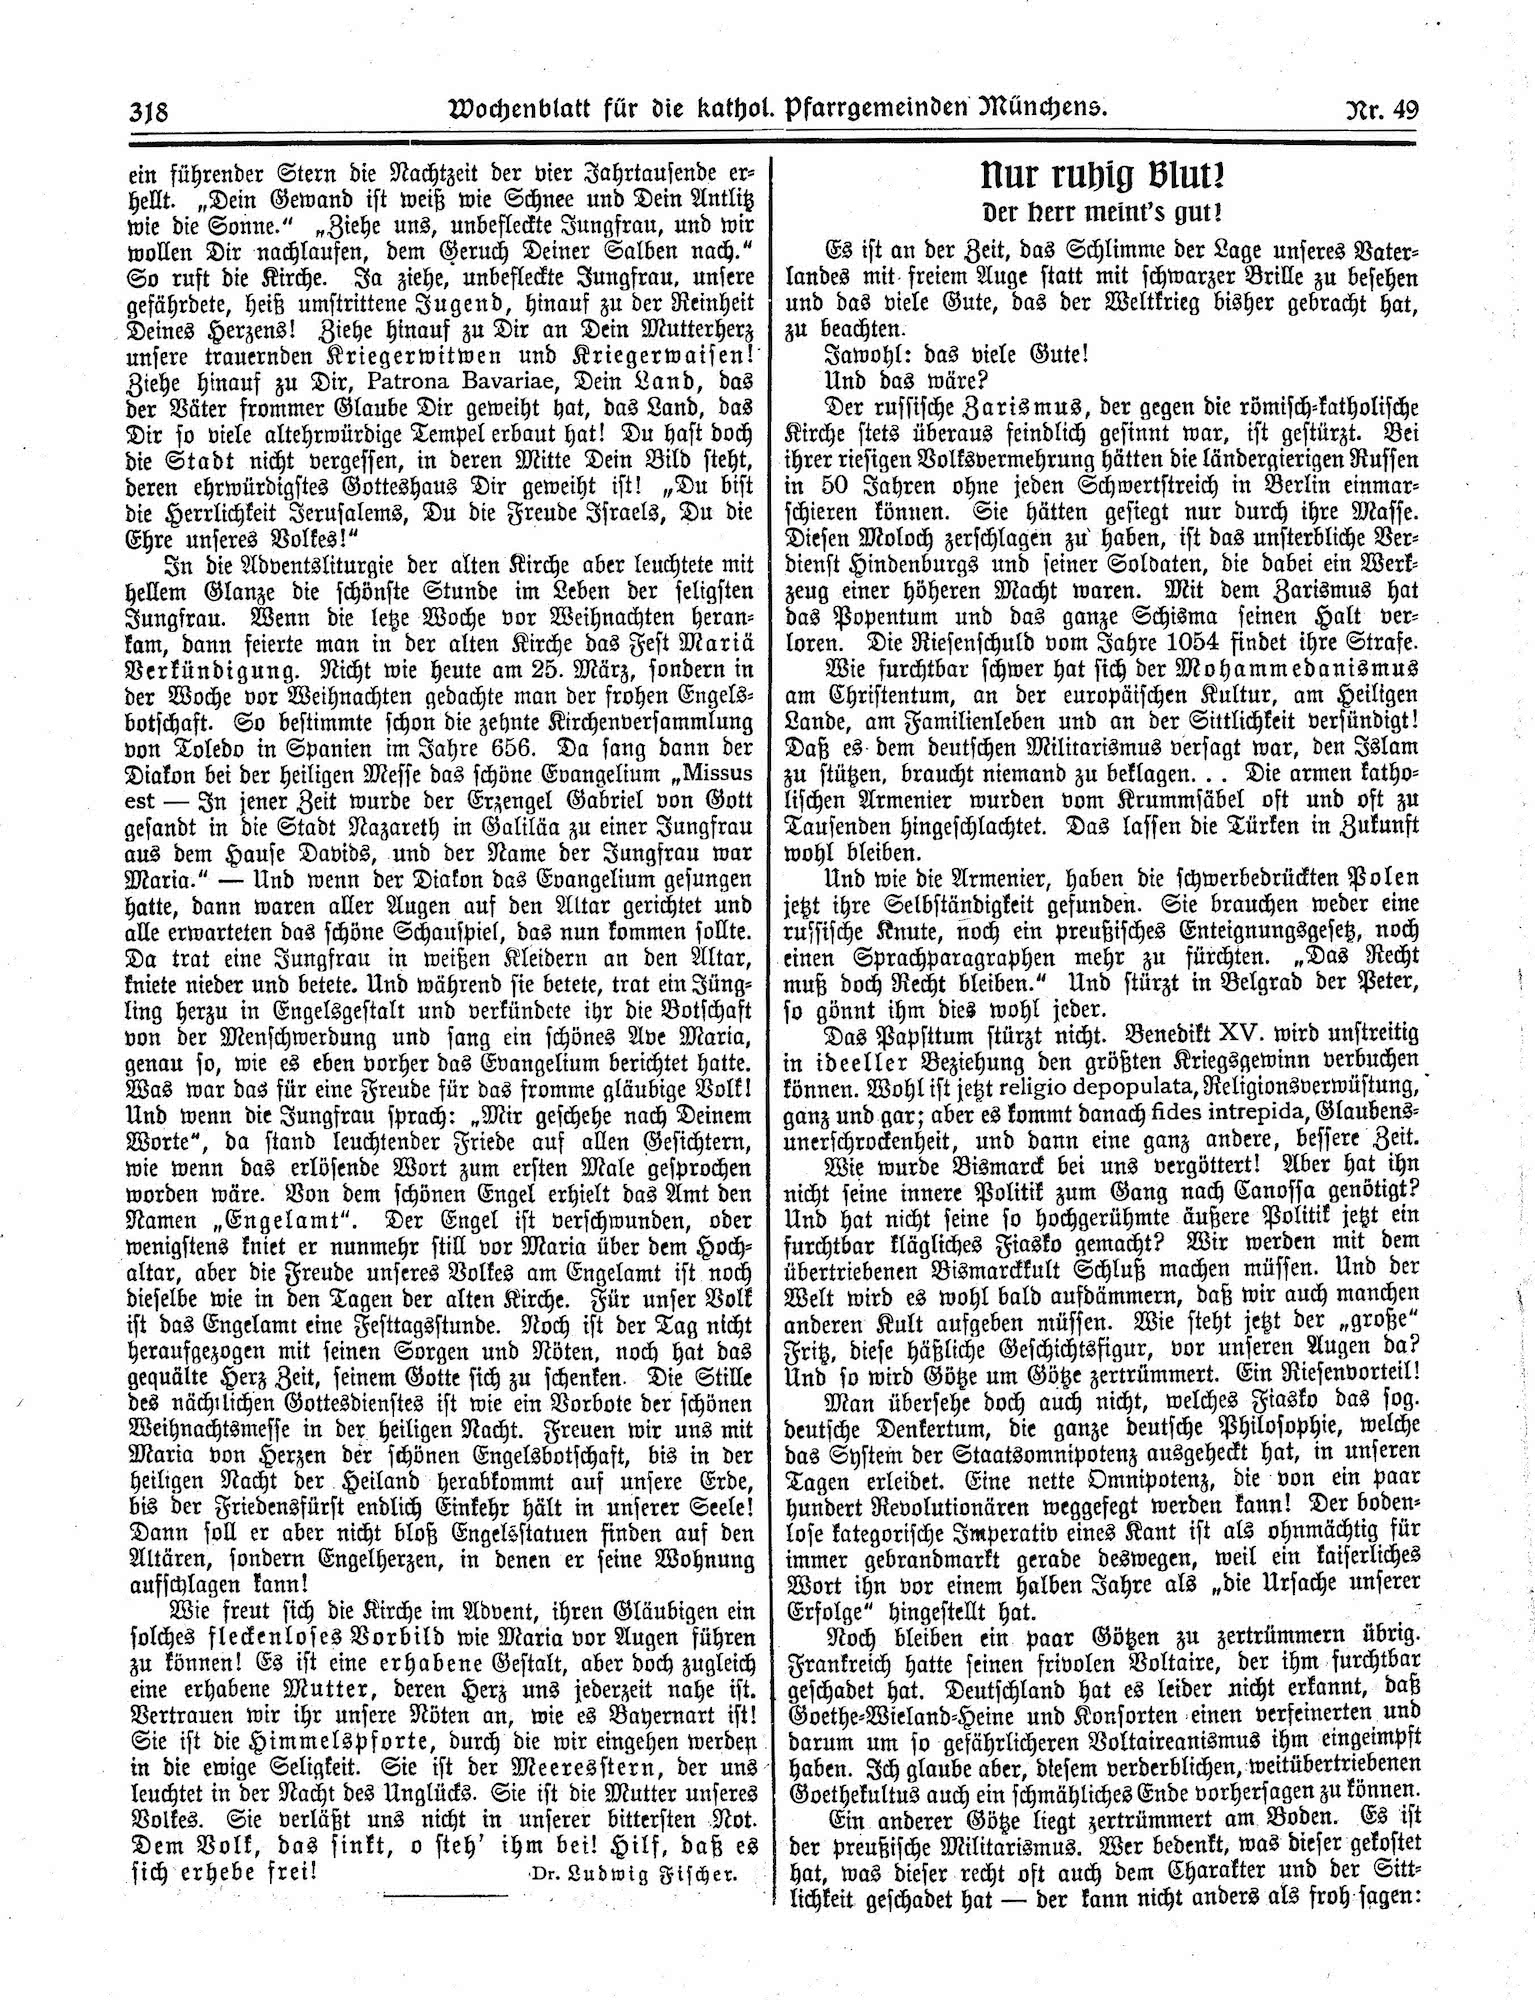 318
Wochenblatt für die kathol. Pfarrgemeinden Münchens.
Nr. 49
ein führender Stern die Nachtzeit der vier Jahrtausende er-
hellt. „Dein Gewand ist weiß wie Schnee und Dein Antlitz
wie die Sonne.“ „Ziehe uns, unbefleckte Jungfrau, und wir
wollen Dir nachlaufen, dem Geruch Deiner Salben nach.“
So ruft die Kirche. Ja ziehe, unbefleckte Jungfrau, unsere
gefährdete, heiß umstrittene Jugend, hinauf zu der Reinheit
Deines Herzens! Ziehe hinauf zu Dir an Dein Mutterherz
unsere trauernden Kriegerwitwen und Kriegerwaisen!
Ziehe hinauf zu Dir, Patrona Bavariae, Dein Land, das
der Väter frommer Glaube Dir geweiht hat, das Land, das
Dir so viele altehrwürdige Tempel erbaut hat! Du hast doch
die Stadt nicht vergessen, in deren Mitte Dein Bild steht,
deren ehrwürdigstes Gotteshaus Dir geweiht ist! „Du bist
die Herrlichkeit Jerusalems, Du die Freude Israels, Du die
Ehre unseres Volkes!“
In die Adventsliturgie der alten Kirche aber leuchtete mit
hellem Glanze die schönste Stunde im Leben der seligsten
Jungfrau. Wenn die letze Woche vor Weihnachten heran-
kam, dann feierte man in der alten Kirche das Fest Mariä
Verkündigung. Nicht wie heute am 25. März, sondern in
der Woche vor Weihnachten gedachte man der frohen Engels-
botschaft. So bestimmte schon die zehnte Kirchenversammlung
von Toledo in Spanien im Jahre 656. Da sang dann der
Diakon bei der heiligen Messe das schöne Evangelium „Missus
est — In jener Zeit wurde der Erzengel Gabriel von Gott
gesandt in die Stadt Nazareth in Galiläa zu einer Jungfrau
aus dem Hause Davids, und der Name der Jungfrau war
Maria.“ — Und wenn der Diakon das Evangelium gesungen
hatte, dann waren aller Augen auf den Altar gerichtet und
alle erwarteten das schöne Schauspiel, das nun kommen sollte.
Da trat eine Jungfrau in weißen Kleidern an den Altar,
kniete nieder und betete. Und während sie betete, trat ein Jüng-
ling herzu in Engelsgestalt und verkündete ihr die Botschaft
von der Menschwerdung und sang ein schönes Ave Maria,
genau so, wie es eben vorher das Evangelium berichtet hatte.
Was war das für eine Freude für das fromme gläubige Volk!
Und wenn die Jungfrau sprach: „Mir geschehe nach Deinem
Worte“, da stand leuchtender Friede auf allen Gesichtern,
wie wenn das erlösende Wort zum ersten Male gesprochen
worden wäre. Von dem schönen Engel erhielt das Amt den
Namen „Engelamt“. Der Engel ist verschwunden, oder
wenigstens kniet er nunmehr still vor Maria über dem Hoch-
altar, aber die Freude unseres Volkes am Engelamt ist noch
dieselbe wie in den Tagen der alten Kirche. Für unser Volk
ist das Engelamt eine Festtagsstunde. Noch ist der Tag nicht
heraufgezogen mit seinen Sorgen und Nöten, noch hat das
gequälte Herz Zeit, seinem Gotte sich zu schenken. Die Stille
des nächtlichen Gottesdienstes ist wie ein Vorbote der schönen
Weihnachtsmesse in der heiligen Nacht. Freuen wir uns mit
Maria von Herzen der schönen Engelsbotschaft, bis in der
heiligen Nacht der Heiland herabkommt auf unsere Erde,
bis der Friedensfürst endlich Einkehr hält in unserer Seele!
Dann soll er aber nicht bloß Engelsstatuen finden auf den
Altären, sondern Engelherzen, in denen er seine Wohnung
aufschlagen kann!
Wie freut sich die Kirche im Advent, ihren Gläubigen ein
solches fleckenloses Vorbild wie Maria vor Augen führen
zu können! Es ist eine erhabene Gestalt, aber doch zugleich
eine erhabene Mutter, deren Herz uns jederzeit nahe ist.
Vertrauen wir ihr unsere Nöten an, wie es Bayernart ist!
Sie ist die Himmelspforte, durch die wir eingehen werden
in die ewige Seligkeit. Sie ist der Meeresstern, der uns
leuchtet in der Nacht des Unglücks. Sie ist die Mutter unseres
Volkes. Sie verläßt uns nicht in unserer bittersten Not.
Dem Volk, das sinkt, o steh' ihm bei! Hilf, daß es
sich erhebe frei!
Dr. Ludwig Fischer.
Nur ruhig Blut!
Der Herr meint's gut!
Es ist an der Zeit, das Schlimme der Lage unseres Vater-
landes mit freiem Auge statt mit schwarzer Brille zu besehen
und das viele Gute, das der Weltkrieg bisher gebracht hat,
zu beachten.
Jawohl: das viele Gute!
Und das wäre?
Der russische Zarismus, der gegen die römisch-katholische
Kirche stets überaus feindlich gesinnt war, ist gestürzt. Bei
ihrer riesigen Volksvermehrung hätten die ländergierigen Russen
in 50 Jahren ohne jeden Schwertstreich in Berlin einmar-
schieren können. Sie hätten gesiegt nur durch ihre Masse.
Diesen Moloch zerschlagen zu haben, ist das unsterbliche Ver-
dienst Hindenburgs und seiner Soldaten, die dabei ein Werk-
zeug einer höheren Macht waren. Mit dem Zarismus hat
das Popentum und das ganze Schisma seinen Halt ver-
loren. Die Riesenschuld vom Jahre 1054 findet ihre Strafe.
Wie furchtbar schwer hat sich der Mohammedanismus
am Christentum, an der europäischen Kultur, am Heiligen
Lande, am Familienleben und an der Sittlichkeit versündigt!
Daß es dem deutschen Militarismus versagt war, den Islam
zu stützen, braucht niemand zu beklagen... Die armen katho-
lischen Armenier wurden vom Krummsäbel oft und oft zu
Tausenden hingeschlachtet. Das lassen die Türken in Zukunft
wohl bleiben.
Und wie die Armenier, haben die schwerbedrückten Polen
jetzt ihre Selbständigkeit gefunden. Sie brauchen weder eine
russische Knute, noch ein preußisches Enteignungsgesetz, noch
einen Sprachparagraphen mehr zu fürchten. „Das Recht
muß doch Recht bleiben.“ Und stürzt in Belgrad der Peter,
so gönnt ihm dies wohl jeder.
Das Papsttum stürzt nicht. Benedikt XV. wird unstreitig
in ideeller Beziehung den größten Kriegsgewinn verbuchen
können. Wohl ist jetzt religio depopulata, Religionsverwüstung,
ganz und gar; aber es kommt danach fides intrepida, Glaubens-
unerschrockenheit, und dann eine ganz andere, bessere Zeit.
Wie wurde Bismarck bei uns vergöttert! Aber hat ihn
nicht seine innere Politik zum Gang nach Canossa genötigt?
Und hat nicht seine so hochgerühmte äußere Politik jetzt ein
furchtbar klägliches Fiasko gemacht? Wir werden mit dem
übertriebenen Bismarckkult Schluß machen müssen. Und der
Welt wird es wohl bald aufdämmern, daß wir auch manchen
anderen Kult aufgeben müssen. Wie steht jetzt der „große“
Fritz, diese häßliche Geschichtsfigur, vor unseren Augen da?
Und so wird Götze um Götze zertrümmert. Ein Riesenvorteil!
Man übersehe doch auch nicht, welches Fiasko das sog.
deutsche Denkertum, die ganze deutsche Philosophie, welche
das System der Staatsomnipotenz ausgeheckt hat, in unseren
Tagen erleidet. Eine nette Omnipotenz, die von ein paar
hundert Revolutionären weggefegt werden kann! Der boden-
lose kategorische Imperativ eines Kant ist als ohnmächtig für
immer gebrandmarkt gerade deswegen, weil ein kaiserliches
Wort ihn vor einem halben Jahre als „die Ursache unserer
Erfolge“ hingestellt hat.
Noch bleiben ein paar Götzen zu zertrümmern übrig.
Frankreich hatte seinen frivolen Voltaire, der ihm furchtbar
geschadet hat. Deutschland hat es leider nicht erkannt, daß
Goethe-Wieland-Heine und Konsorten einen verfeinerten und
darum um so gefährlicheren Voltaireanismus ihm eingeimpft
haben. Ich glaube aber, diesem verderblichen, weitübertriebenen
Goethekultus auch ein schmähliches Ende vorhersagen zu können.
Ein anderer Götze liegt zertrümmert am Boden. Es ist
der preußische Militarismus. Wer bedenkt, was dieser gekostet
hat, was dieser recht oft auch dem Charakter und der Sitt-
lichkeit geschadet hat — der kann nicht anders als froh sagen: